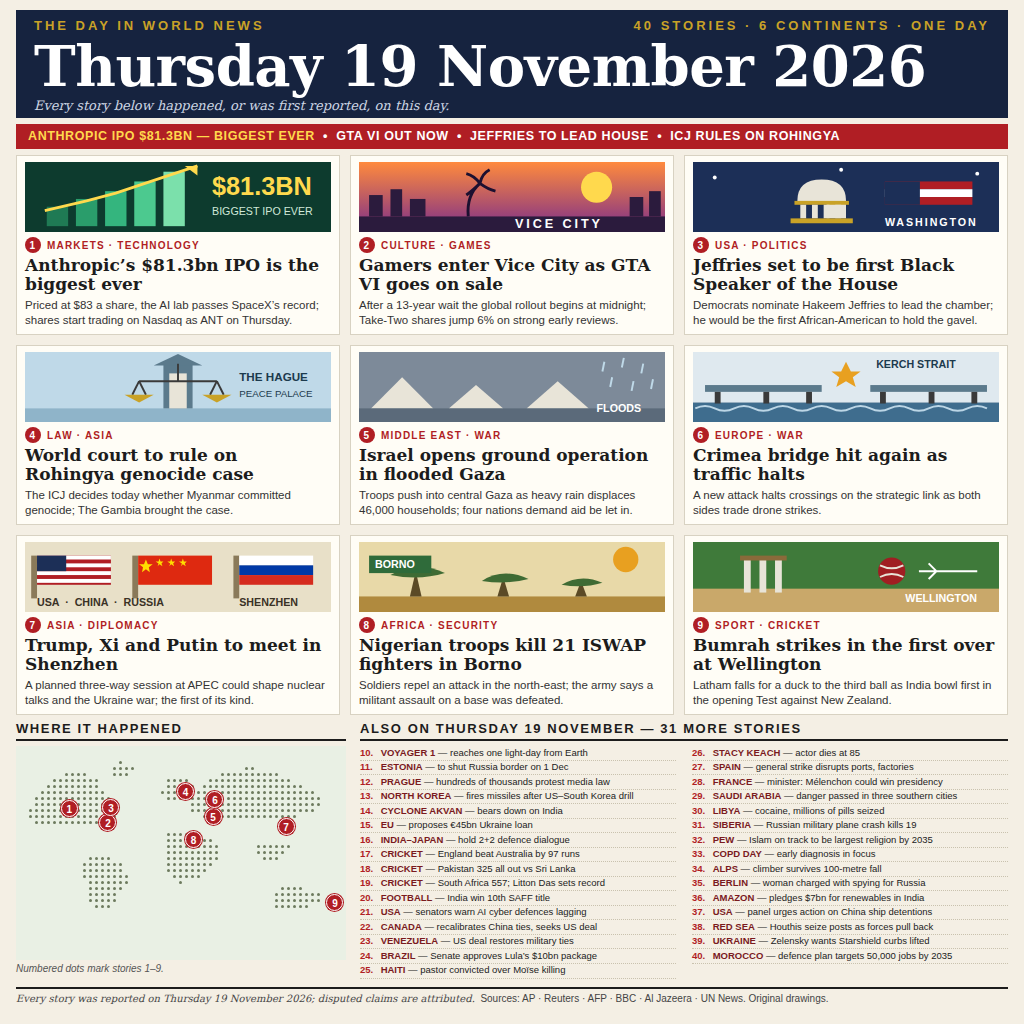 THE DAY IN WORLD NEWS
40 STORIES · 6 CONTINENTS · ONE DAY
Thursday 19 November 2026
Every story below happened, or was first reported, on this day.
ANTHROPIC IPO $81.3BN — BIGGEST EVER • GTA VI OUT NOW • JEFFRIES TO LEAD HOUSE • ICJ RULES ON ROHINGYA
$81.3BN
BIGGEST IPO EVER
1 MARKETS · TECHNOLOGY
Anthropic’s $81.3bn IPO is the
biggest ever
Priced at $83 a share, the AI lab passes SpaceX’s record;
shares start trading on Nasdaq as ANT on Thursday.
VICE CITY
2 CULTURE · GAMES
Gamers enter Vice City as GTA
VI goes on sale
After a 13-year wait the global rollout begins at midnight;
Take-Two shares jump 6% on strong early reviews.
WASHINGTON
3 USA · POLITICS
Jeffries set to be first Black
Speaker of the House
Democrats nominate Hakeem Jeffries to lead the chamber;
he would be the first African-American to hold the gavel.
THE HAGUE
PEACE PALACE
4 LAW · ASIA
World court to rule on
Rohingya genocide case
The ICJ decides today whether Myanmar committed
genocide; The Gambia brought the case.
FLOODS
5 MIDDLE EAST · WAR
Israel opens ground operation
in flooded Gaza
Troops push into central Gaza as heavy rain displaces
46,000 households; four nations demand aid be let in.
KERCH STRAIT
6 EUROPE · WAR
Crimea bridge hit again as
traffic halts
A new attack halts crossings on the strategic link as both
sides trade drone strikes.
USA · CHINA · RUSSIA
SHENZHEN
7 ASIA · DIPLOMACY
Trump, Xi and Putin to meet in
Shenzhen
A planned three-way session at APEC could shape nuclear
talks and the Ukraine war; the first of its kind.
BORNO
8 AFRICA · SECURITY
Nigerian troops kill 21 ISWAP
fighters in Borno
Soldiers repel an attack in the north-east; the army says a
militant assault on a base was defeated.
WELLINGTON
9 SPORT · CRICKET
Bumrah strikes in the first over
at Wellington
Latham falls for a duck to the third ball as India bowl first in
the opening Test against New Zealand.
WHERE IT HAPPENED
1
2
3
4
5
6
7
8
9
Numbered dots mark stories 1–9.
ALSO ON THURSDAY 19 NOVEMBER — 31 MORE STORIES
10. VOYAGER 1 — reaches one light-day from Earth
11. ESTONIA — to shut Russia border on 1 Dec
12. PRAGUE — hundreds of thousands protest media law
13. NORTH KOREA — fires missiles after US–South Korea drill
14. CYCLONE AKVAN — bears down on India
15. EU — proposes €45bn Ukraine loan
16. INDIA–JAPAN — hold 2+2 defence dialogue
17. CRICKET — England beat Australia by 97 runs
18. CRICKET — Pakistan 325 all out vs Sri Lanka
19. CRICKET — South Africa 557; Litton Das sets record
20. FOOTBALL — India win 10th SAFF title
21. USA — senators warn AI cyber defences lagging
22. CANADA — recalibrates China ties, seeks US deal
23. VENEZUELA — US deal restores military ties
24. BRAZIL — Senate approves Lula’s $10bn package
25. HAITI — pastor convicted over Moïse killing
26. STACY KEACH — actor dies at 85
27. SPAIN — general strike disrupts ports, factories
28. FRANCE — minister: Mélenchon could win presidency
29. SAUDI ARABIA — danger passed in three southern cities
30. LIBYA — cocaine, millions of pills seized
31. SIBERIA — Russian military plane crash kills 19
32. PEW — Islam on track to be largest religion by 2035
33. COPD DAY — early diagnosis in focus
34. ALPS — climber survives 100-metre fall
35. BERLIN — woman charged with spying for Russia
36. AMAZON — pledges $7bn for renewables in India
37. USA — panel urges action on China ship detentions
38. RED SEA — Houthis seize posts as forces pull back
39. UKRAINE — Zelensky wants Starshield curbs lifted
40. MOROCCO — defence plan targets 50,000 jobs by 2035
Every story was reported on Thursday 19 November 2026; disputed claims are attributed. Sources: AP · Reuters · AFP · BBC · Al Jazeera · UN News. Original drawings.